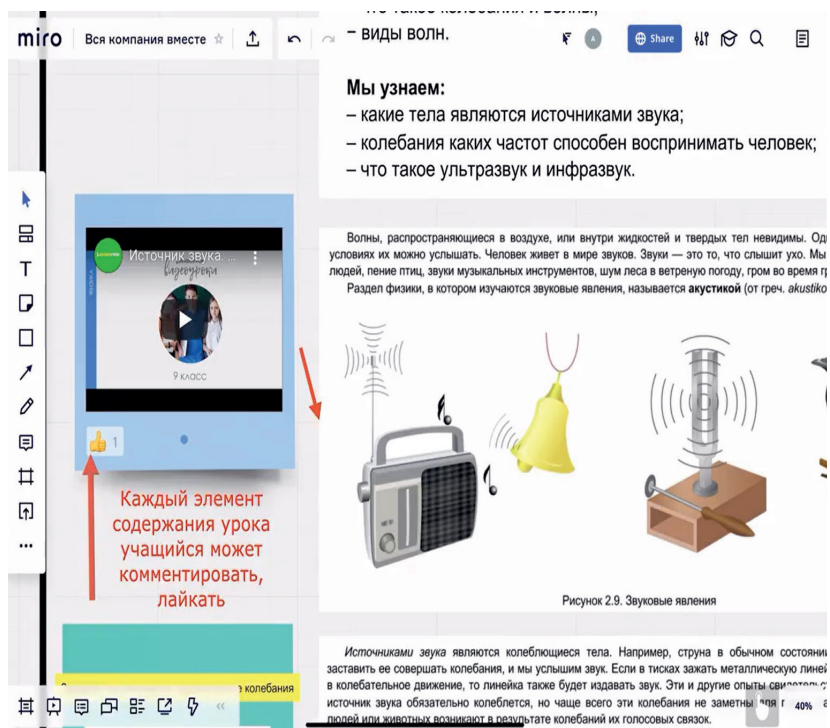 miro
Вся компания вместе
Share
– виды волн.
Мы узнаем:
– какие тела являются источниками звука;
– колебания каких частот способен воспринимать человек;
– что такое ультразвук и инфразвук.
Источник звука. ...
видеоурока
9 класс
1
Каждый элемент
содержания урока
учащийся может
комментировать,
лайкать
Волны, распространяющиеся в воздухе, или внутри жидкостей и твердых тел невидимы.
условиях их можно услышать. Человек живет в мире звуков. Звуки — это то, что слышит ухо. Мы
людей, пение птиц, звуки музыкальных инструментов, шум леса в ветреную погоду, гром во время
Раздел физики, в котором изучаются звуковые явления, называется акустикой (от греч. akustiko
Рисунок 2.9. Звуковые явления
Источниками звука являются колеблющиеся тела. Например, струна в обычном состоянии
заставить ее совершать колебания, и мы услышим звук. Если в тисках зажать металлическую
в колебательное движение, то линейка также будет издавать звук. Эти и другие опыты
источник звука обязательно колеблется, но чаще всего эти колебания не заметны для
людей или животных возникают в результате колебаний их голосовых связок.
е колебания
40%